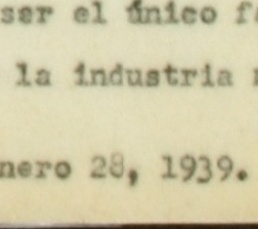 ser el único f
la industria
nero 28, 1939.